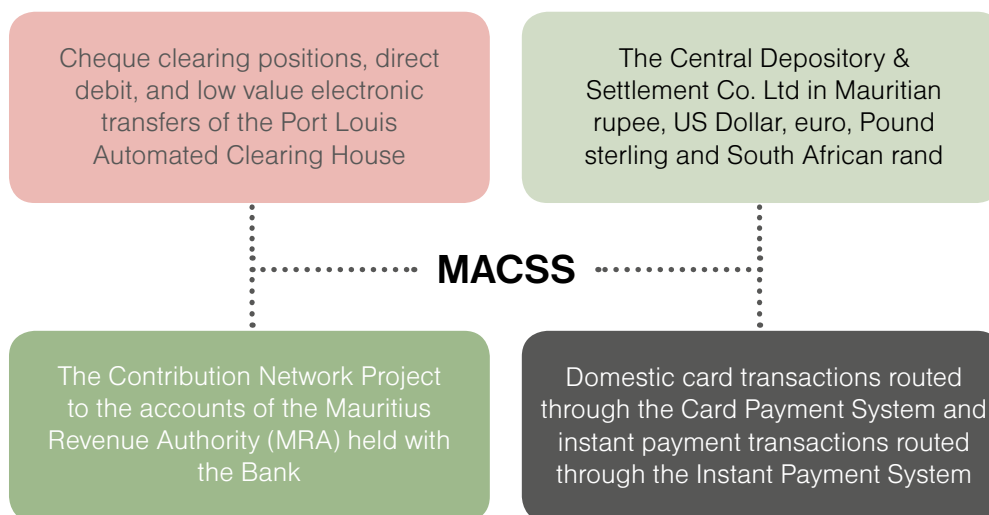 Cheque clearing positions, direct
debit, and low value electronic
transfers of the Port Louis
Automated Clearing House
The Central Depository &
Settlement Co. Ltd in Mauritian
rupee, US Dollar, euro, Pound
sterling and South African rand
MACSS
The Contribution Network Project
to the accounts of the Mauritius
Revenue Authority (MRA) held with
the Bank
Domestic card transactions routed
through the Card Payment System and
instant payment transactions routed
through the Instant Payment System